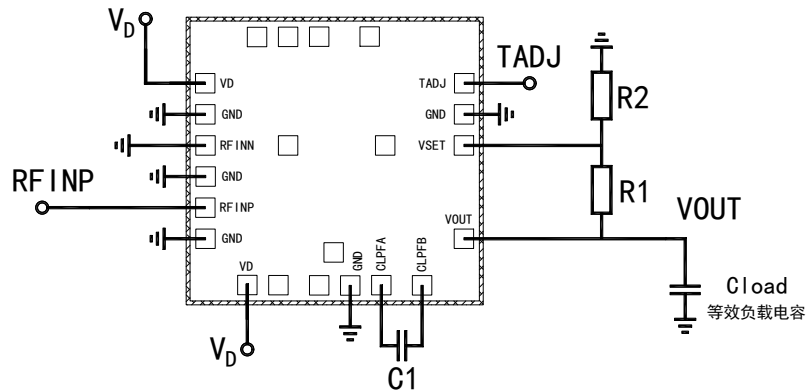 VD
TADJ
R2
VD
TADJ
GND
GND
RFINN
VSET
GND
R1
RFINP
RFINP
VOUT
VOUT
GND
VD
GND
CLPFA
CLPFB
Cload
等效负载电容
VD
C1